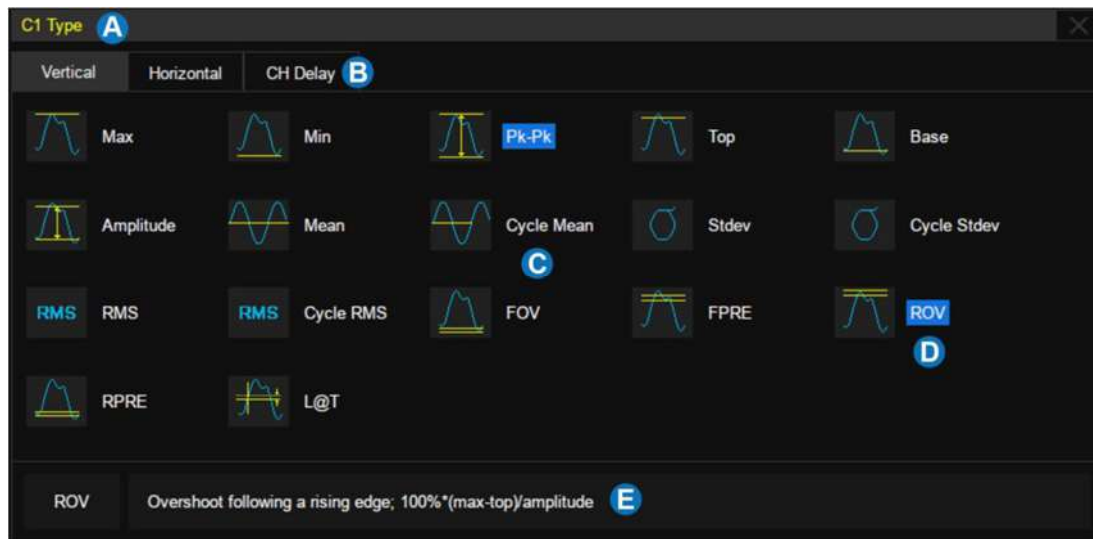 C1 Type A
Vertical Horizontal CH Delay B
Max Min Pk-Pk Top Base
Amplitude Mean Cycle Mean Stdev Cycle Stdev
C
RMS RMS RMS Cycle RMS FOV FPRE ROV
D
RPRE L@T
ROV Overshoot following a rising edge; 100%*(max-top)/amplitude E